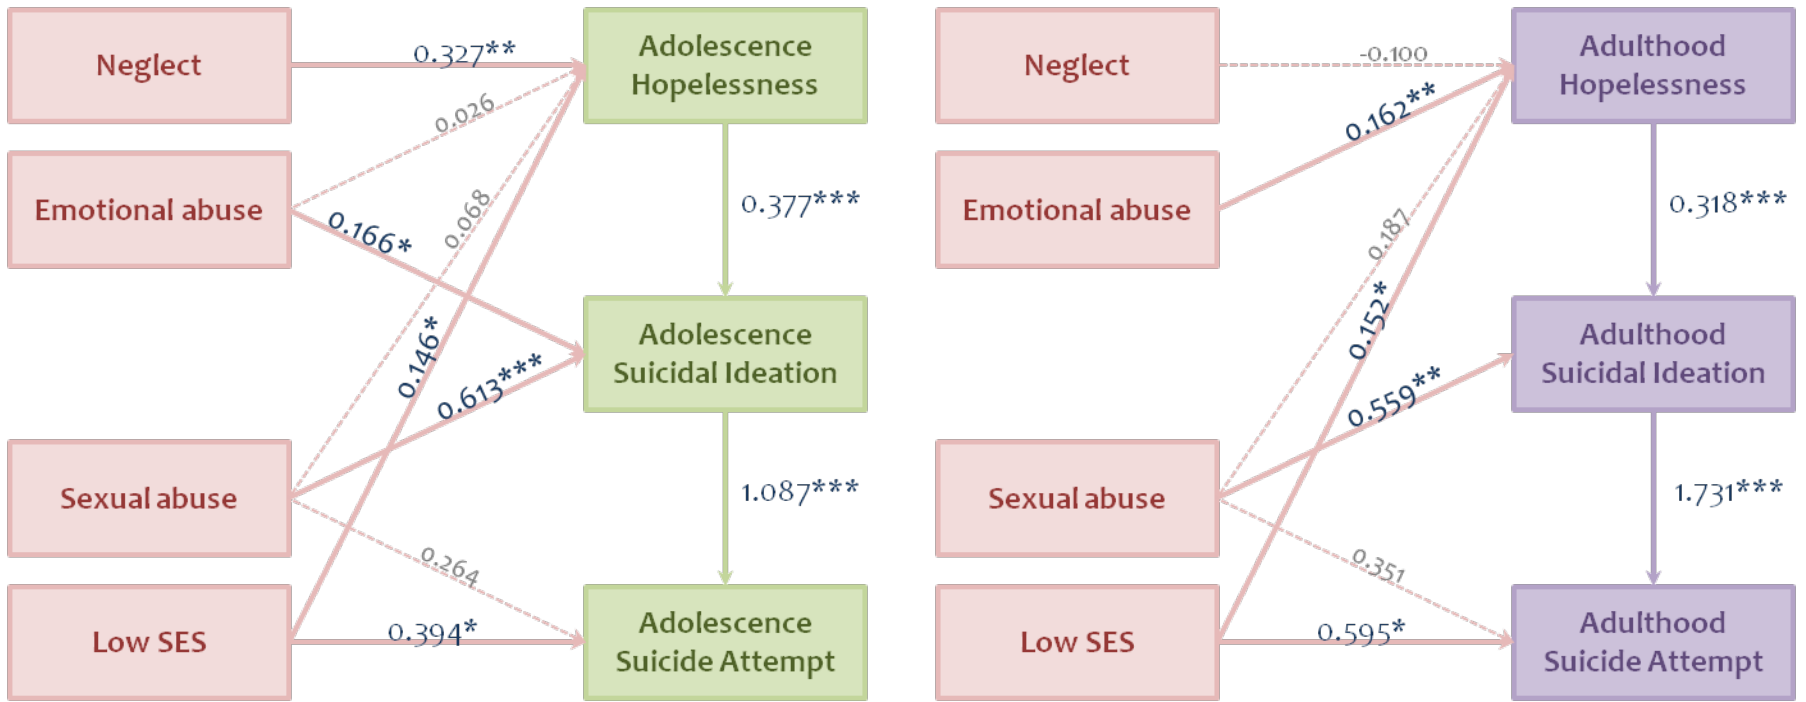 Neglect
0.327**
Adolescence
Hopelessness
0.026
Emotional abuse
0.166*
0.068
0.377***
0.146*
0.613***
Adolescence
Suicidal Ideation
Sexual abuse
1.087***
0.264
Low SES
0.394*
Adolescence
Suicide Attempt
Neglect
-0.100
Adulthood
Hopelessness
0.162**
Emotional abuse
0.187
0.318***
0.152*
0.559**
Adulthood
Suicidal Ideation
Sexual abuse
1.731***
0.351
Low SES
0.595*
Adulthood
Suicide Attempt